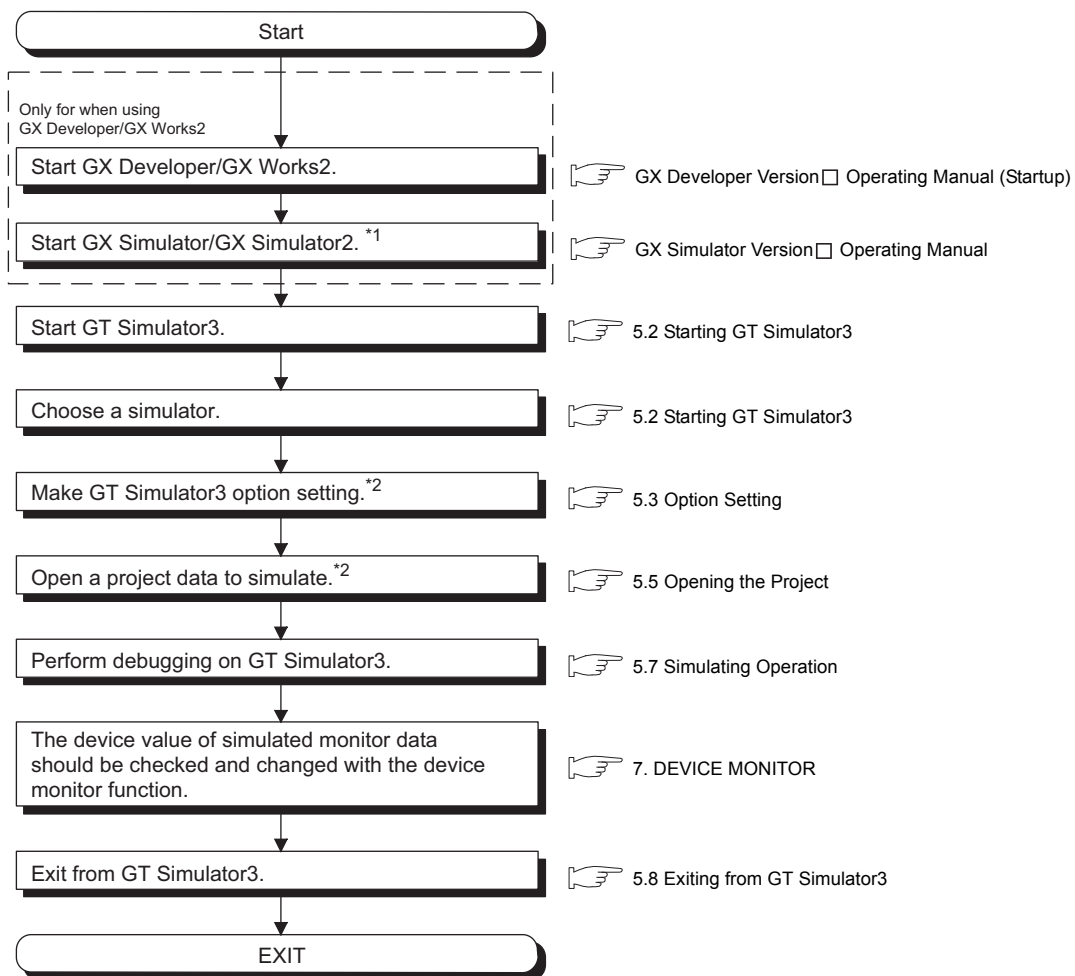 Start
Only for when using
GX Developer/GX Works2
Start GX Developer/GX Works2.
GX Developer Version□ Operating Manual (Startup)
Start GX Simulator/GX Simulator2. *1
GX Simulator Version□ Operating Manual
Start GT Simulator3.
5.2 Starting GT Simulator3
Choose a simulator.
5.2 Starting GT Simulator3
Make GT Simulator3 option setting.*2
5.3 Option Setting
Open a project data to simulate.*2
5.5 Opening the Project
Perform debugging on GT Simulator3.
5.7 Simulating Operation
The device value of simulated monitor data
should be checked and changed with the device
monitor function.
7. DEVICE MONITOR
Exit from GT Simulator3.
5.8 Exiting from GT Simulator3
EXIT